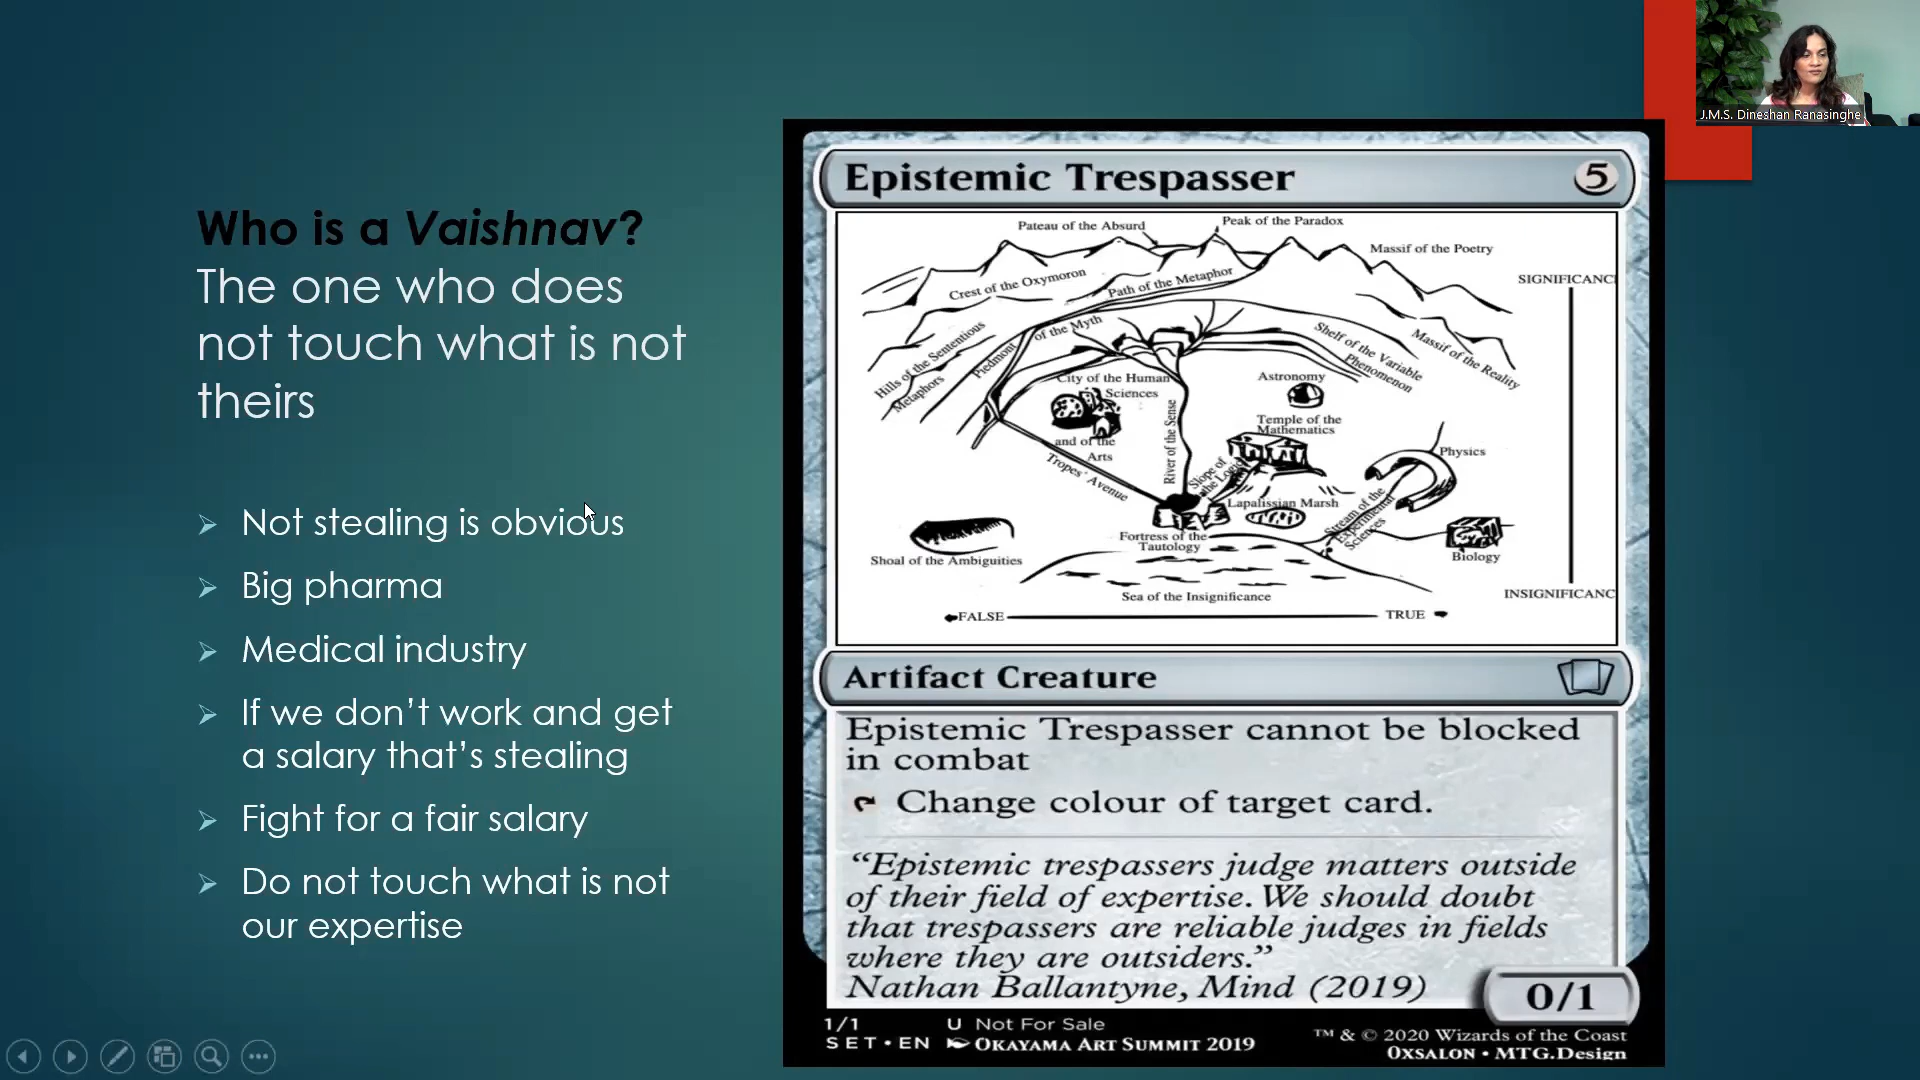 J.M.S. Dineshan Ranasinghe
Who is a Vaishnav?
The one who does
not touch what is not
theirs
Not stealing is obvious
Big pharma
Medical industry
If we don’t work and get
a salary that’s stealing
Fight for a fair salary
Do not touch what is not
our expertise
Epistemic Trespasser 5
Pateau of the Absurd
Peak of the Paradox
Massif of the Poetry
Crest of the Oxymoron
Path of the Metaphor
SIGNIFICANC
Hills of the Sententious
Metaphors
Piedmont
of the Myth
Shelf of the Variable
Phenomenon
Massif of the Reality
City of the Human
Sciences
and of the
Arts
River of the Sense
Astronomy
Temple of the
Mathematics
Tropes' Avenue
Slope of
the Logic
Physics
Lapalissian Marsh
Stream of the
Experimental
Sciences
Biology
Shoal of the Ambiguities
Fortress of the
Tautology
Sea of the Insignificance
INSIGNIFICANC
FALSE
TRUE
Artifact Creature
Epistemic Trespasser cannot be blocked
in combat
Change colour of target card.
“Epistemic trespassers judge matters outside
of their field of expertise. We should doubt
that trespassers are reliable judges in fields
where they are outsiders.”
Nathan Ballantyne, Mind (2019)
0/1
1/1 U Not For Sale
SET • EN OKAYAMA ART SUMMIT 2019
™ & © 2020 Wizards of the Coast
OXSALON • MTG.Design